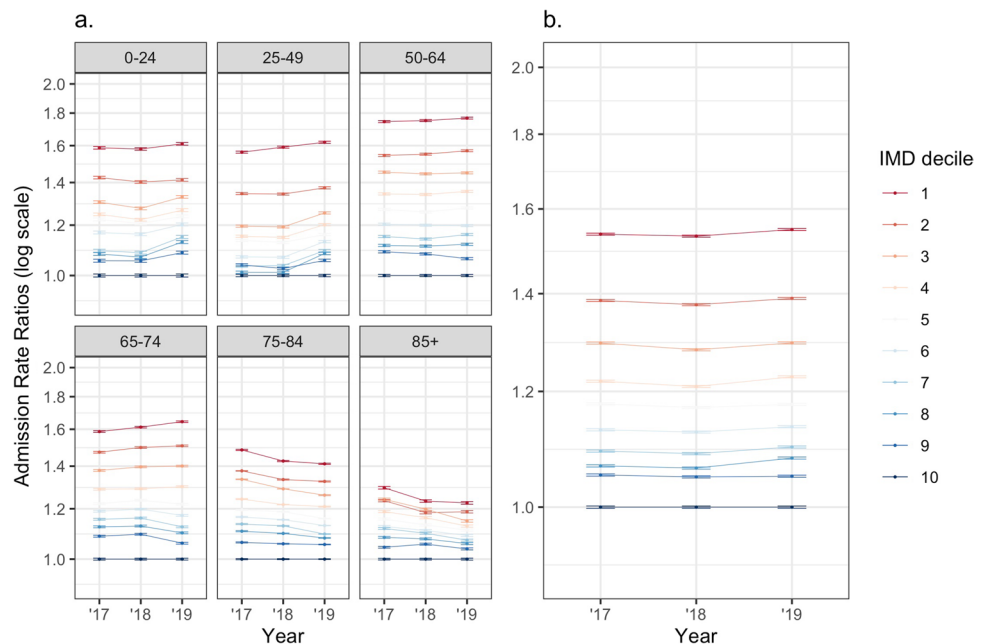 a.
0-24 25-49 50-64
2.0
1.8
1.6
1.4
1.2
1.0
65-74 75-84 85+
2.0
1.8
1.6
1.4
1.2
1.0
'17 '18 '19 '17 '18 '19 '17 '18 '19
Year
Admission Rate Ratios (log scale)
b.
2.0
1.8
1.6
1.4
1.2
1.0
'17 '18 '19
Year
IMD decile
1
2
3
4
5
6
7
8
9
10